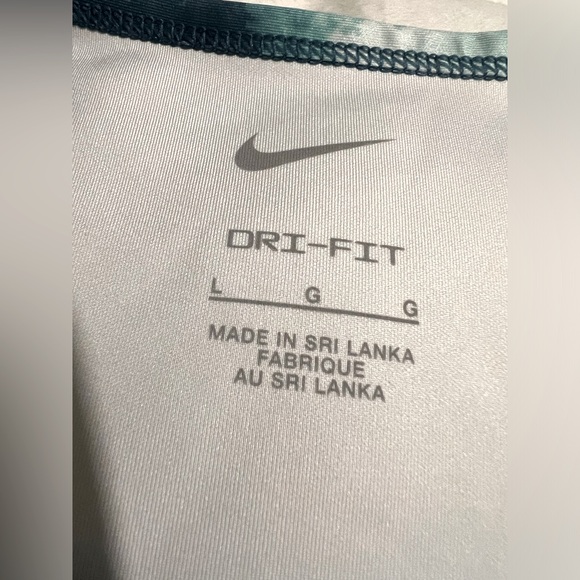 DRI-FIT
L G G
MADE IN SRI LANKA
FABRIQUE
AU SRI LANKA